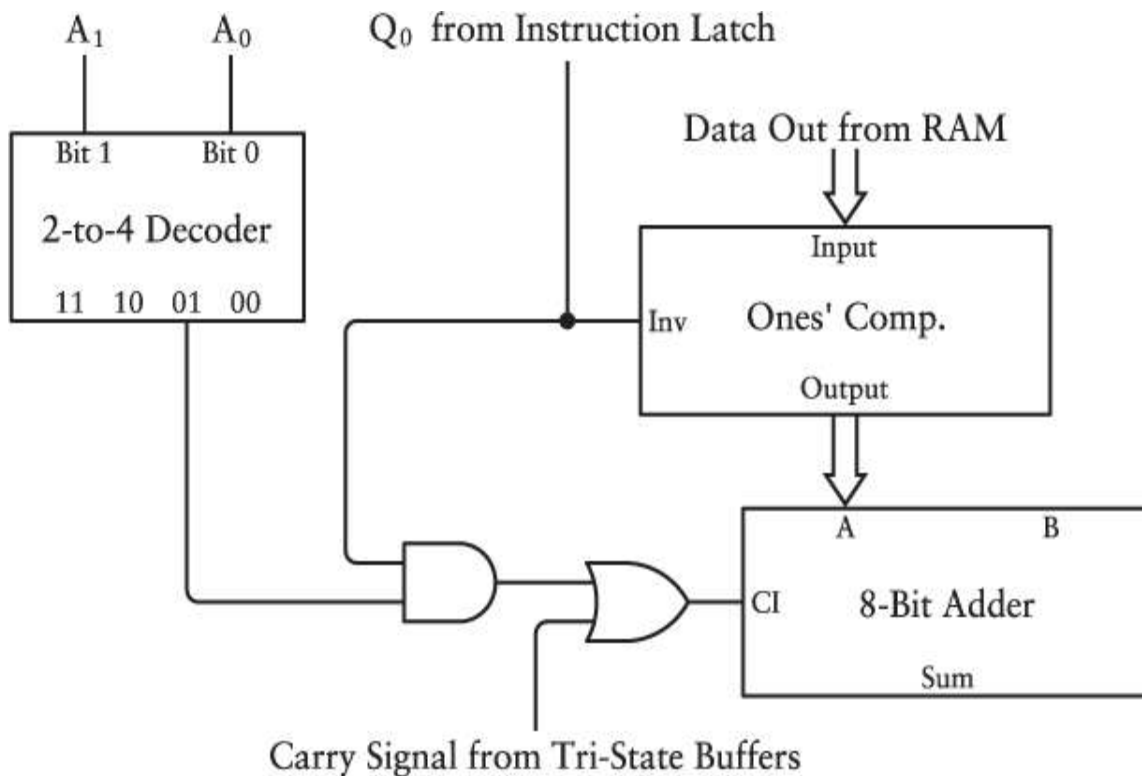 A₁ A₀ Q₀ from Instruction Latch
Data Out from RAM
Bit 1 Bit 0
2-to-4 Decoder
11 10 01 00
Input
Inv Ones' Comp.
Output
A B
CI 8-Bit Adder
Sum
Carry Signal from Tri-State Buffers